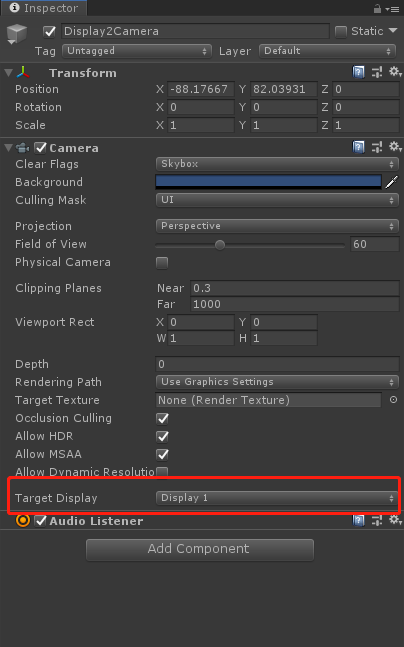 Inspector
Display2Camera Static
Tag Untagged Layer Default
Transform
Position X -88.17667 Y 82.03931 Z 0
Rotation X 0 Y 0 Z 0
Scale X 1 Y 1 Z 1
Camera
Clear Flags Skybox
Background
Culling Mask UI
Projection Perspective
Field of View 60
Physical Camera
Clipping Planes Near 0.3
Far 1000
Viewport Rect X 0 Y 0
W 1 H 1
Depth 0
Rendering Path Use Graphics Settings
Target Texture None (Render Texture)
Occlusion Culling
Allow HDR
Allow MSAA
Allow Dynamic Resolutio
Target Display Display 1
Audio Listener
Add Component